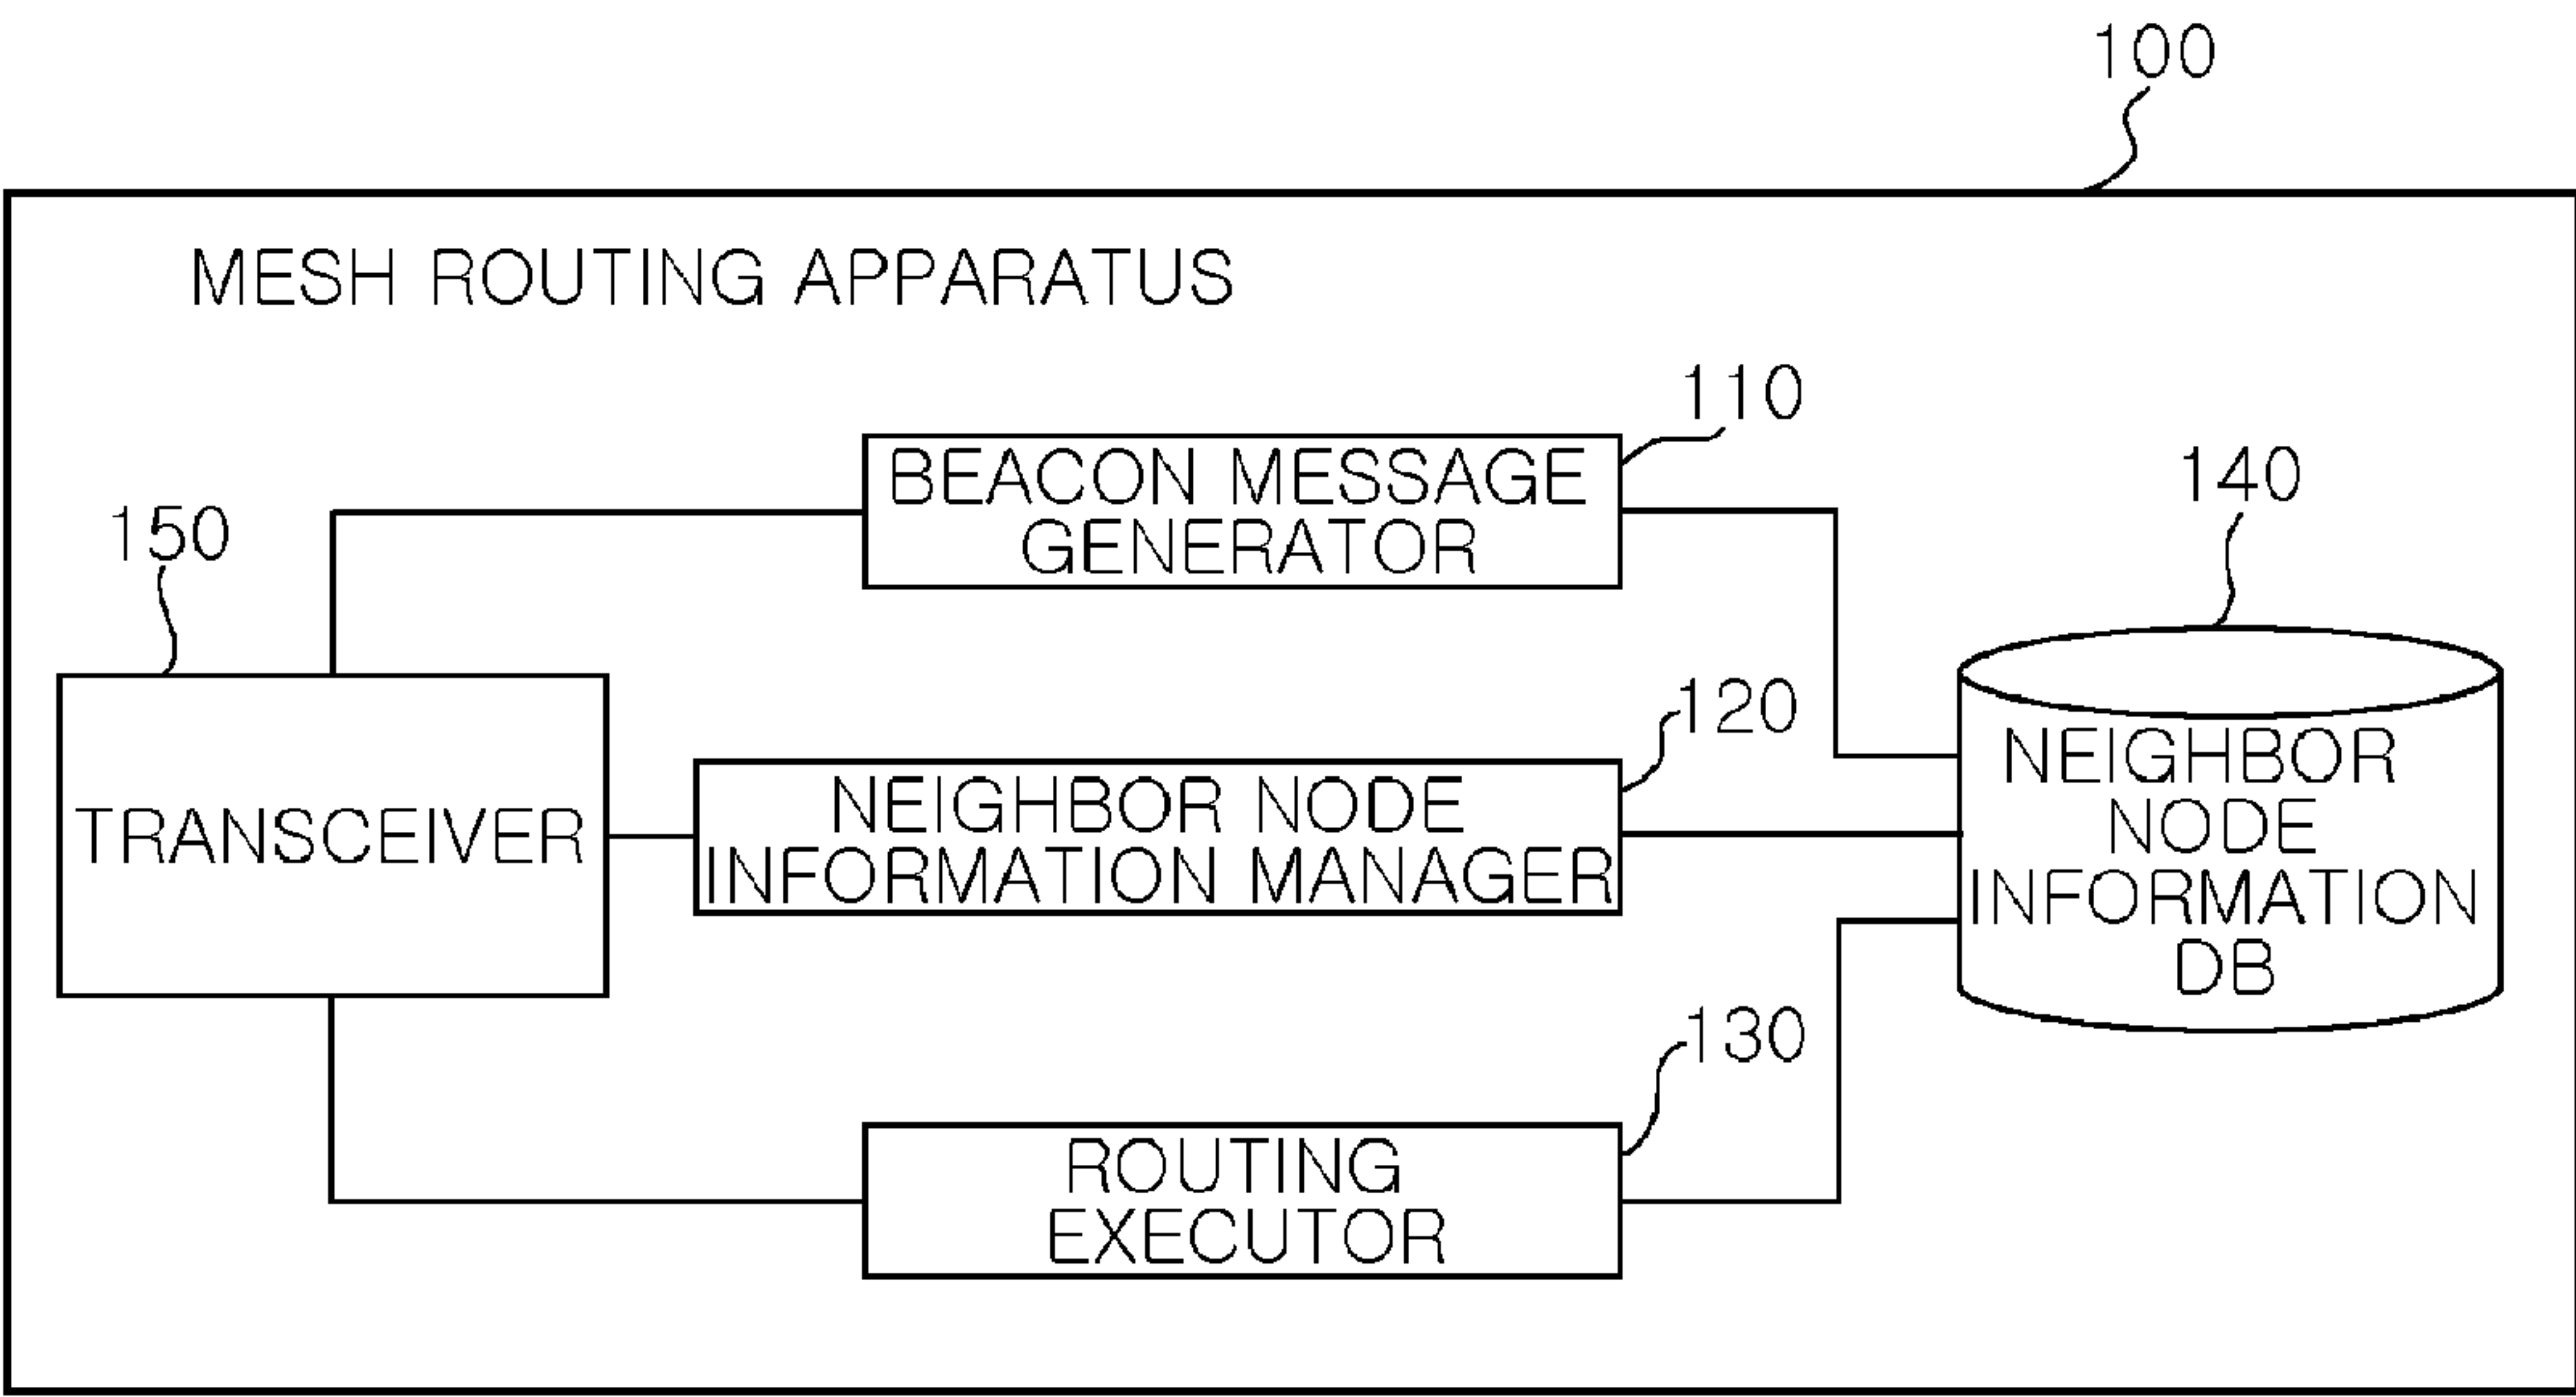 100
MESH ROUTING APPARATUS
110
BEACON MESSAGE
GENERATOR
140
150
120
TRANSCEIVER
NEIGHBOR NODE
INFORMATION MANAGER
NEIGHBOR
NODE
INFORMATION
DB
130
ROUTING
EXECUTOR